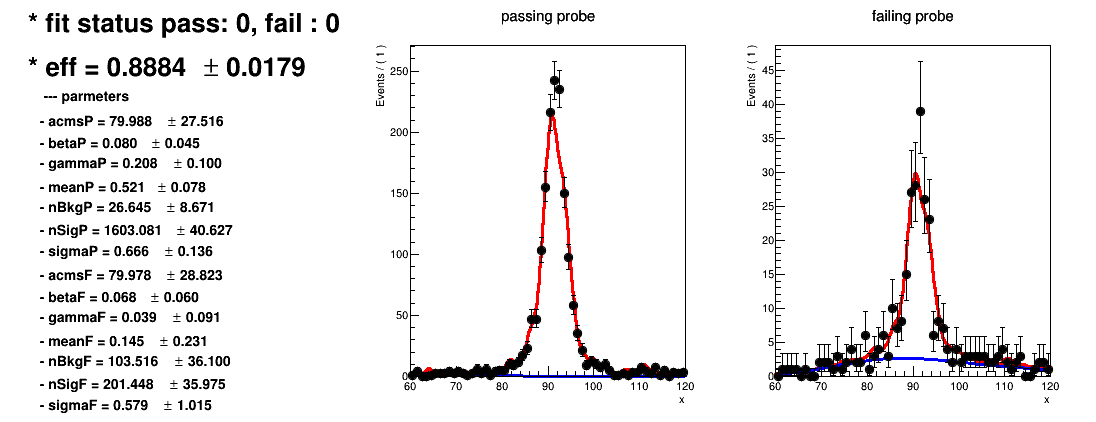 * fit status pass: 0, fail : 0
* eff = 0.8884 ± 0.0179
--- parmeters
- acmsP = 79.988 ± 27.516
- betaP = 0.080 ± 0.045
- gammaP = 0.208 ± 0.100
- meanP = 0.521 ± 0.078
- nBkgP = 26.645 ± 8.671
- nSigP = 1603.081 ± 40.627
- sigmaP = 0.666 ± 0.136
- acmsF = 79.978 ± 28.823
- betaF = 0.068 ± 0.060
- gammaF = 0.039 ± 0.091
- meanF = 0.145 ± 0.231
- nBkgF = 103.516 ± 36.100
- nSigF = 201.448 ± 35.975
- sigmaF = 0.579 ± 1.015
passing probe
Events / ( 1 )
250
200
150
100
50
0
60 70 80 90 100 110 120
x
failing probe
Events / ( 1 )
45
40
35
30
25
20
15
10
5
0
60 70 80 90 100 110 120
x